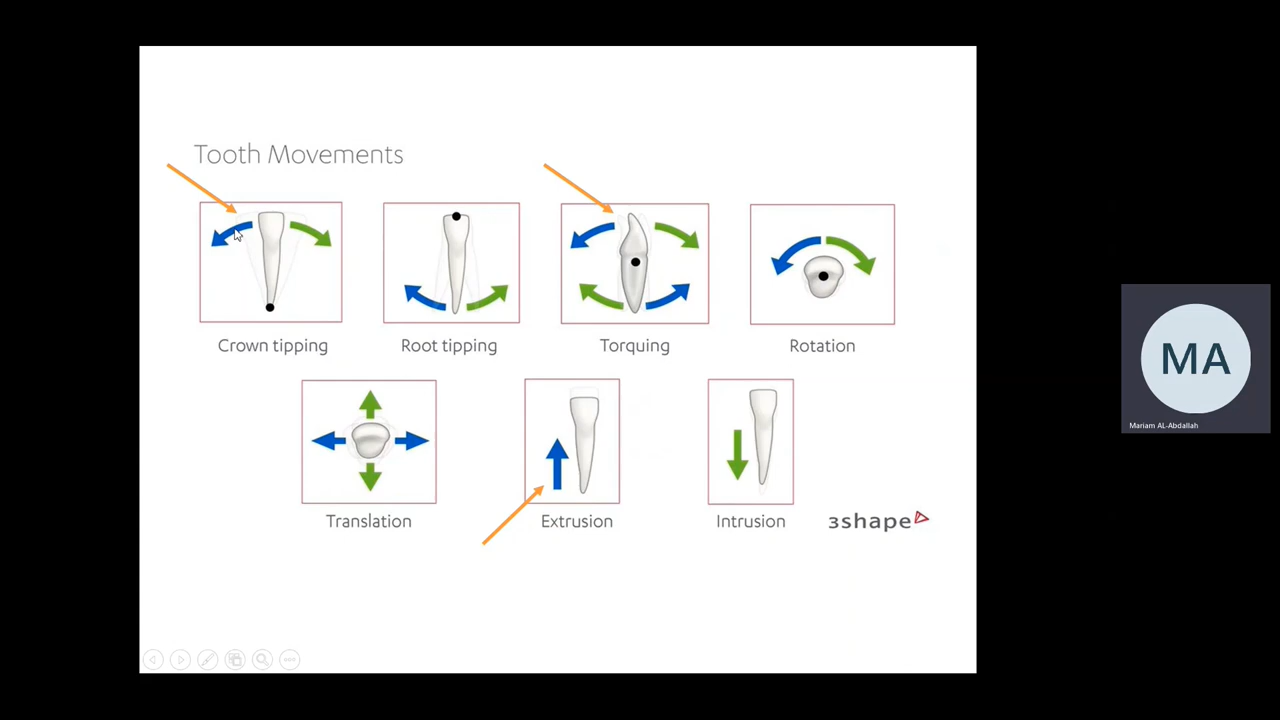 Tooth Movements
Crown tipping
Root tipping
Torquing
Rotation
Translation
Extrusion
Intrusion
3shape
MA
Mariam AL-Abdallah